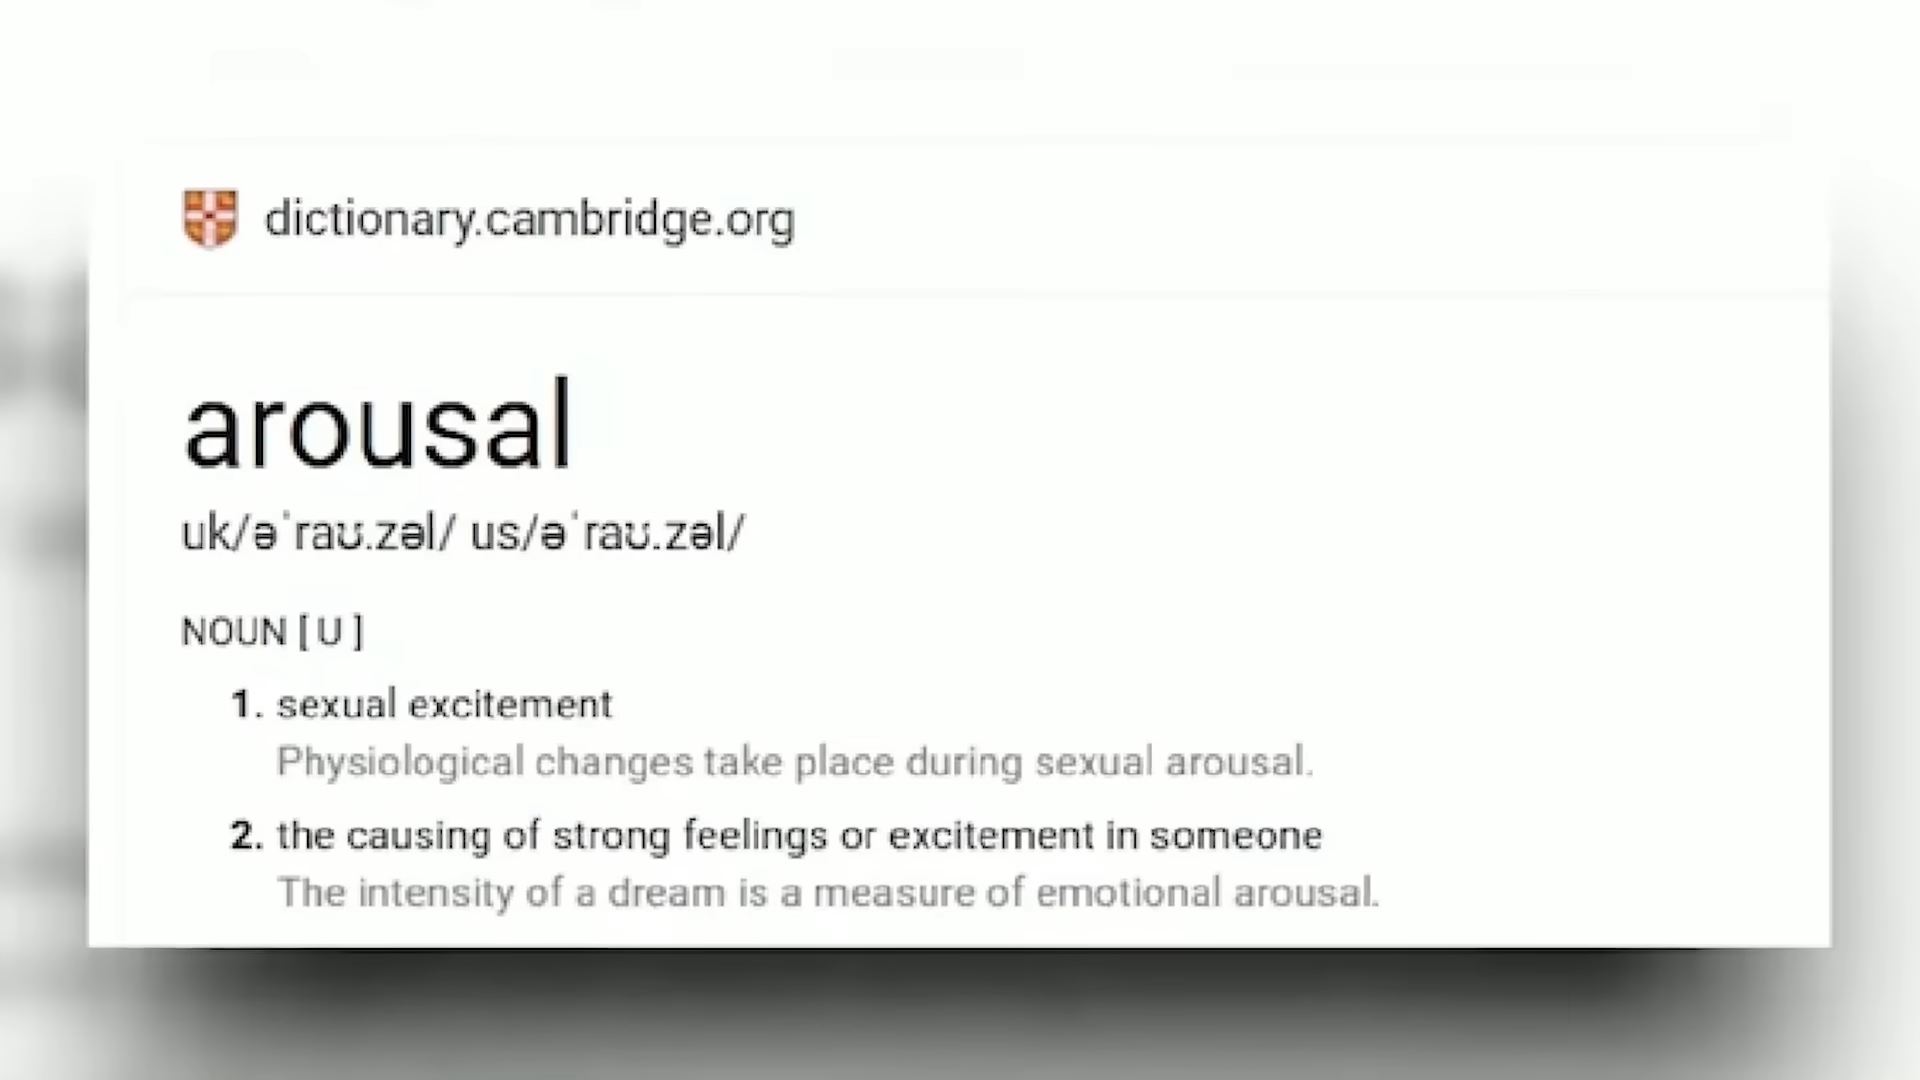 dictionary.cambridge.org
arousal
uk/əˈraʊ.zəl/ us/əˈraʊ.zəl/
NOUN [ U ]
1. sexual excitement
Physiological changes take place during sexual arousal.
2. the causing of strong feelings or excitement in someone
The intensity of a dream is a measure of emotional arousal.